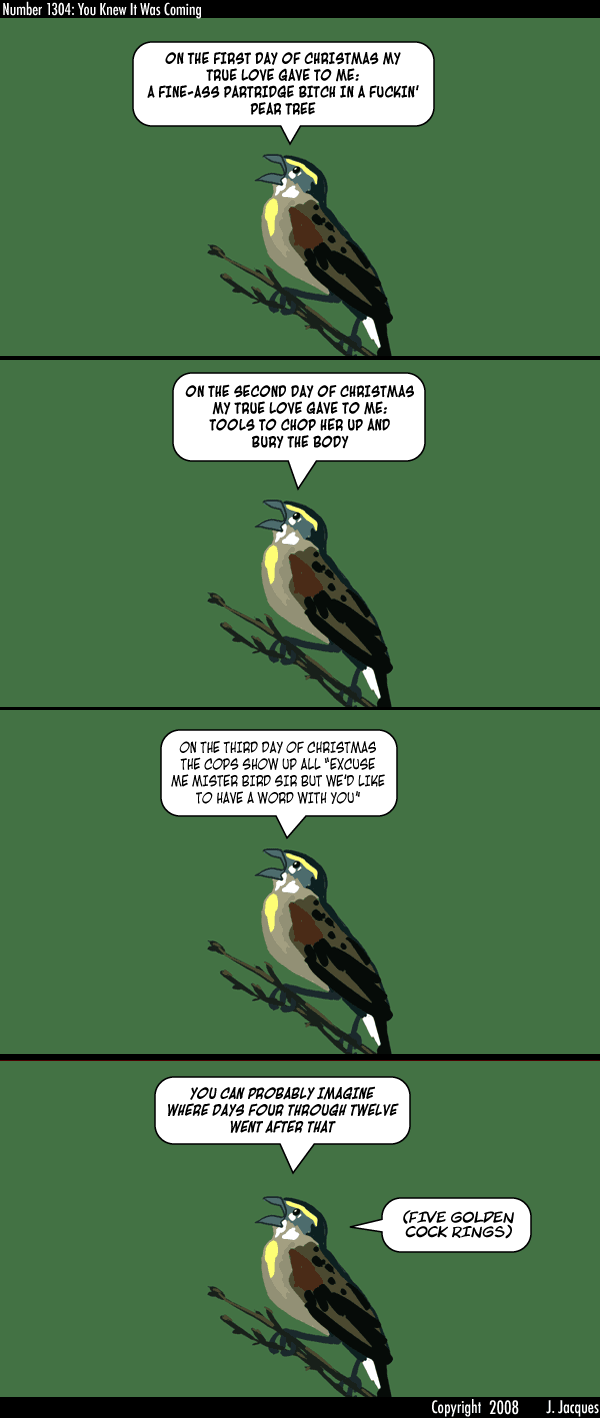 Number 1304: You Knew It Was Coming
ON THE FIRST DAY OF CHRISTMAS MY
TRUE LOVE GAVE TO ME:
A FINE-ASS PARTRIDGE BITCH IN A FUCKIN'
PEAR TREE
ON THE SECOND DAY OF CHRISTMAS
MY TRUE LOVE GAVE TO ME:
TOOLS TO CHOP HER UP AND
BURY THE BODY
ON THE THIRD DAY OF CHRISTMAS
THE COPS SHOW UP ALL "EXCUSE
ME MISTER BIRD SIR BUT WE'D LIKE
TO HAVE A WORD WITH YOU"
YOU CAN PROBABLY IMAGINE
WHERE DAYS FOUR THROUGH TWELVE
WENT AFTER THAT
(FIVE GOLDEN
COCK RINGS)
Copyright 2008 J. Jacques